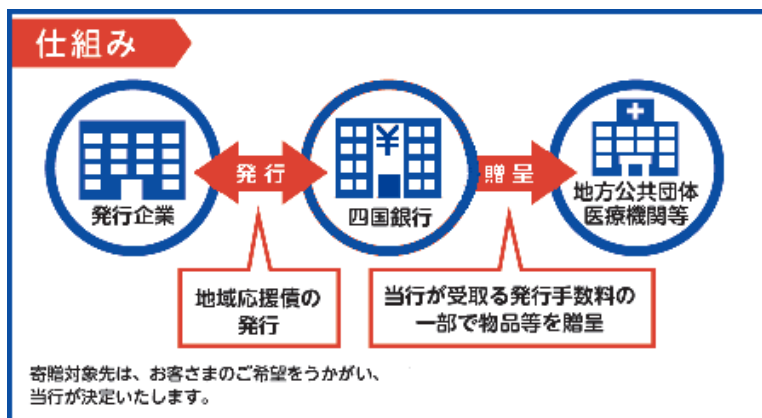 仕組み
発行
贈呈
発行企業
四国銀行
地方公共団体
医療機関等
地域応援債の
発行
当行が受取る発行手数料の
一部で物品等を贈呈
寄贈対象先は、お客さまのご希望をうかがい、
当行が決定いたします。